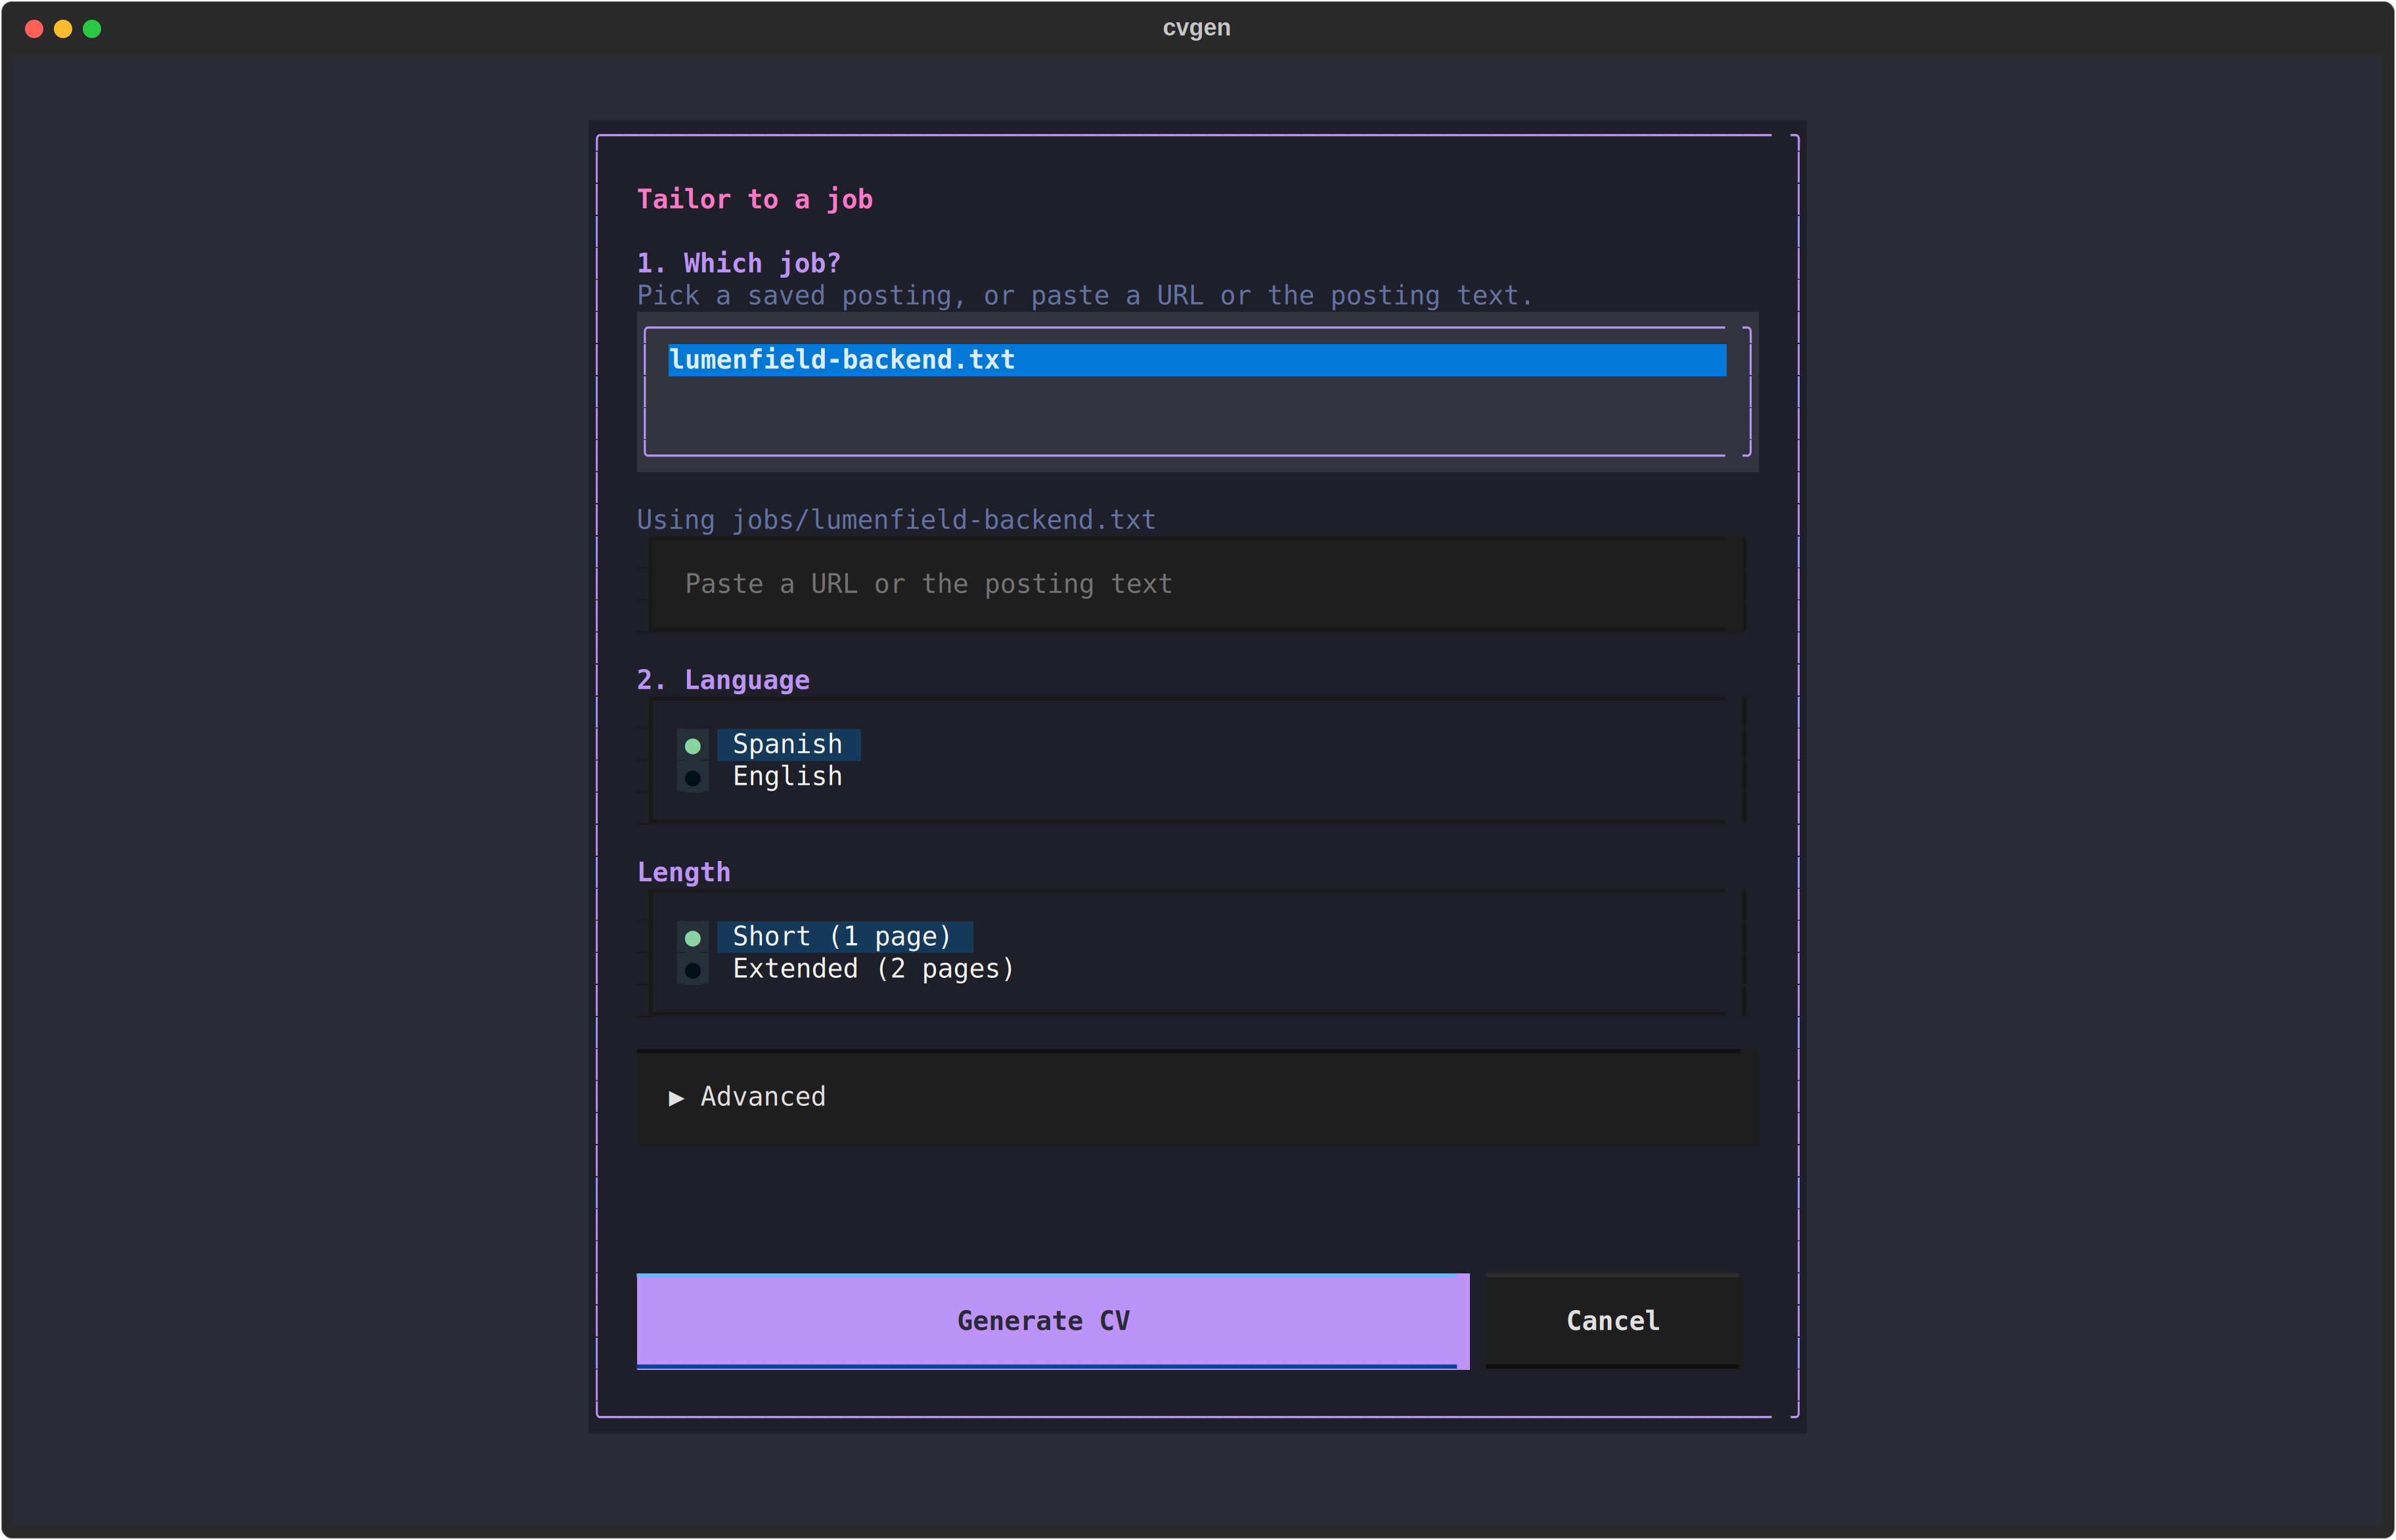 cvgen
Tailor to a job
1. Which job?
Pick a saved posting, or paste a URL or the posting text.
lumenfield-backend.txt
Using jobs/lumenfield-backend.txt
Paste a URL or the posting text
2. Language
Spanish
English
Length
Short (1 page)
Extended (2 pages)
▶ Advanced
Generate CV
Cancel